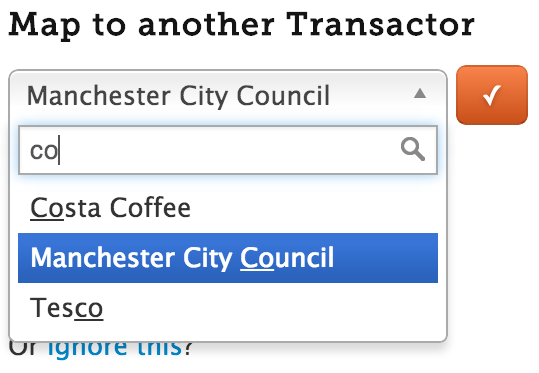 Map to another Transactor
Manchester City Council
co
Costa Coffee
Manchester City Council
Tesco
Or ignore this?